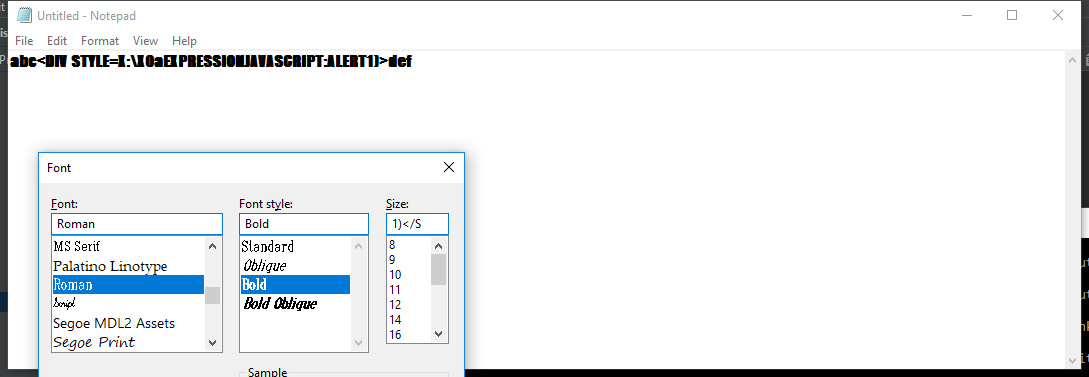 Untitled - Notepad
File Edit Format View Help
abc<DIV STYLE=X:\X0aEXPRESSIONJAVASCRIPT:ALERT1)>def
Font
Font: Font style: Size:
Roman Bold 1)</S
MS Serif Standard 8
Palatino Linotype Oblique 9
Roman Bold 10
Script Bold Oblique 11
Segoe MDL2 Assets 12
Segoe Print 14
16
Sample